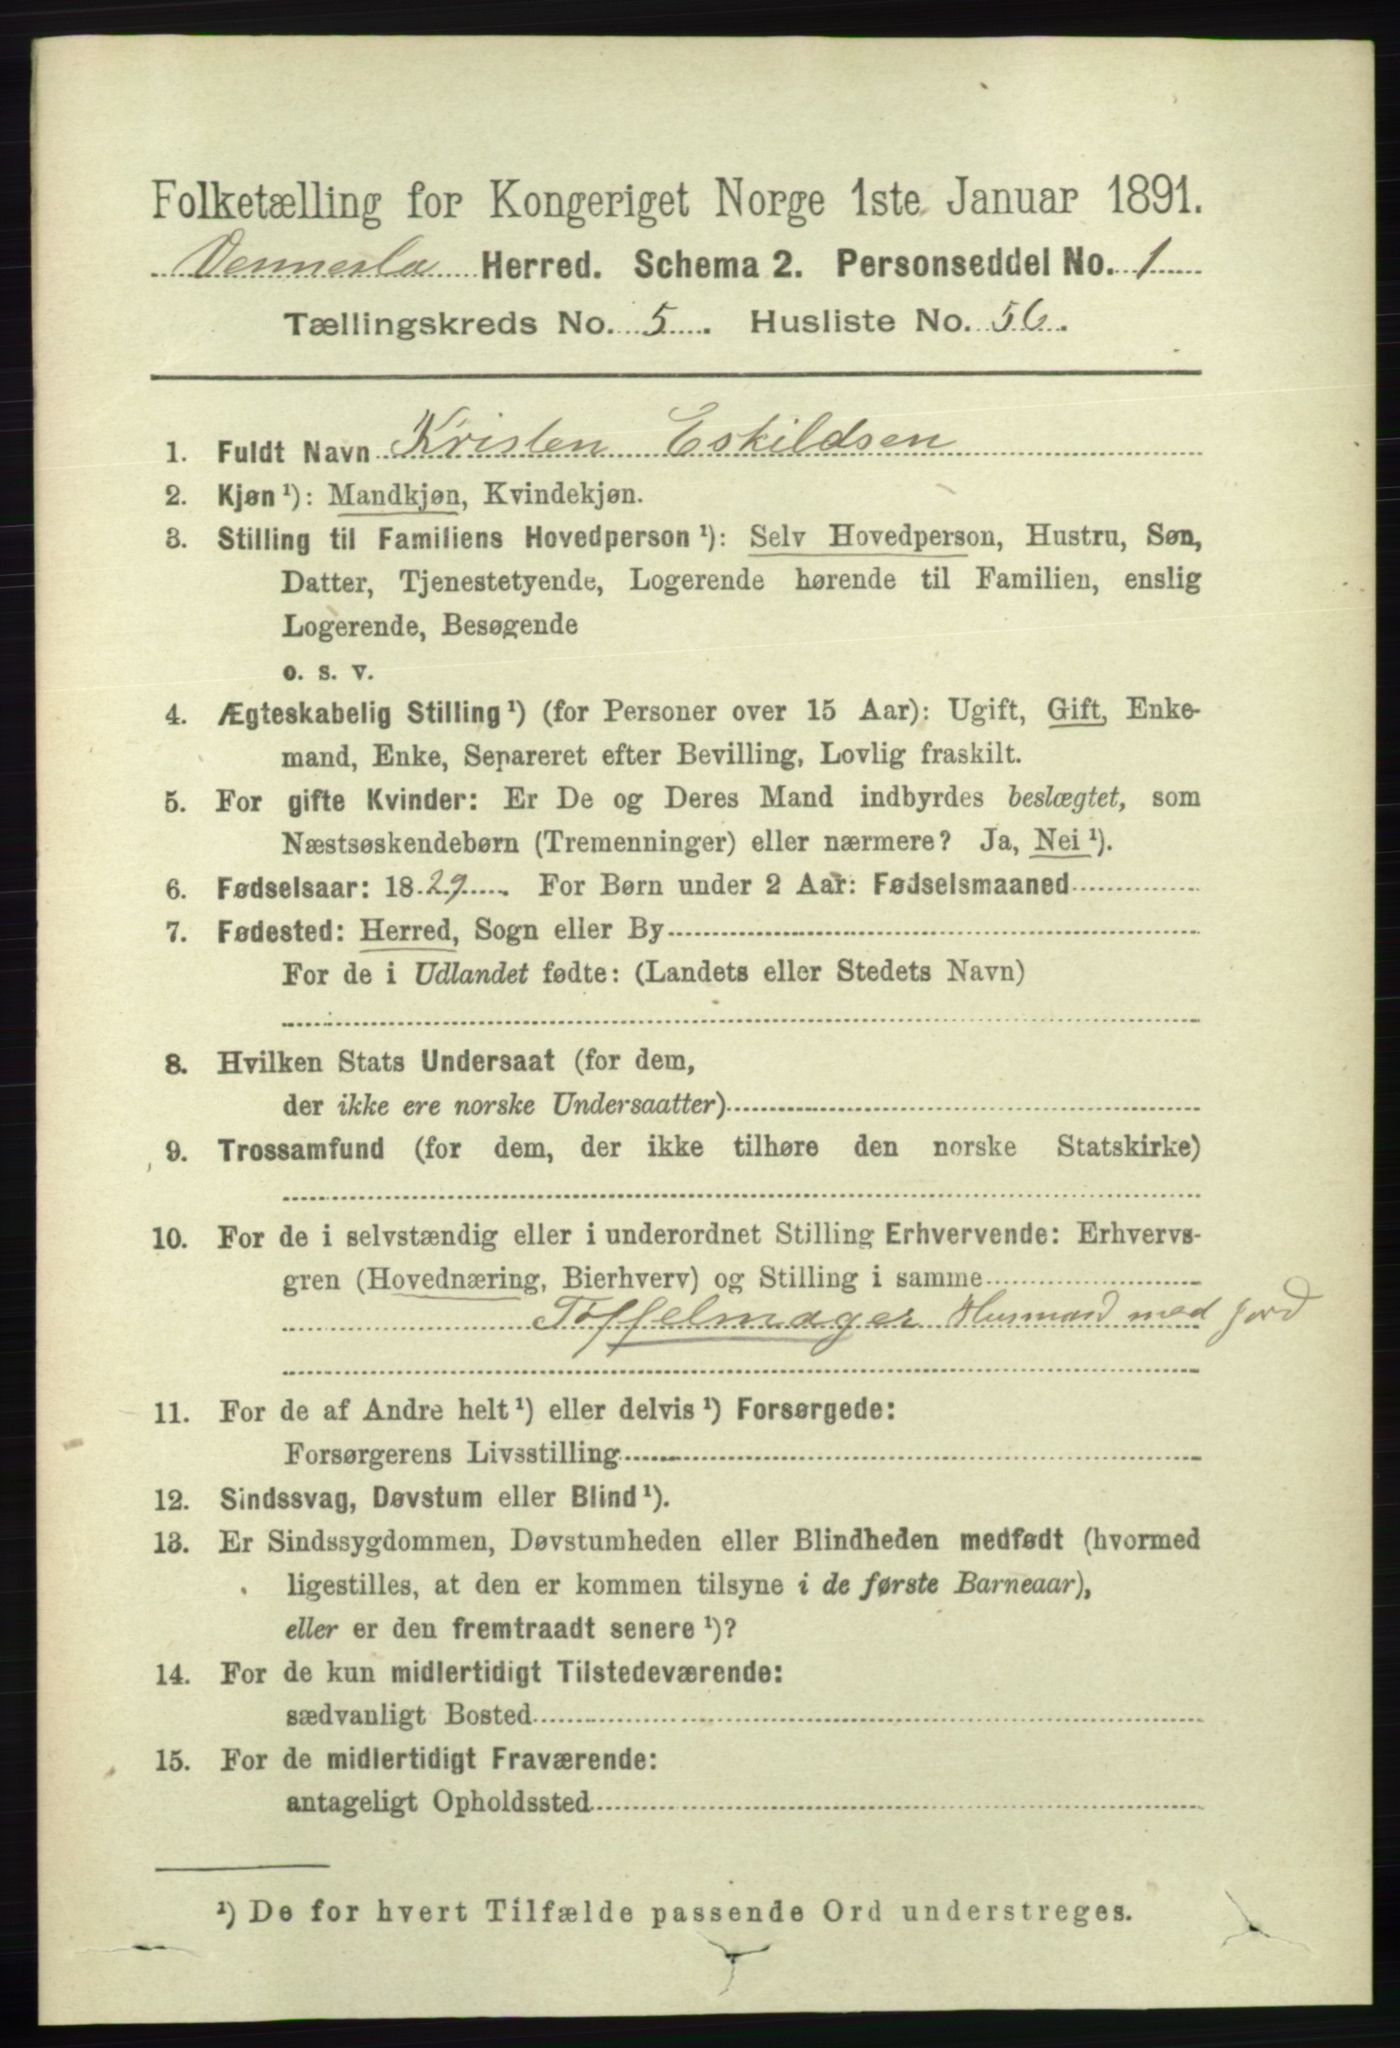 Folketælling for Kongeriget Norge 1ste Januar 1891.
Vennesla Herred. Schema 2. Personseddel No. 1
Tællingskreds No. 5. Husliste No. 56.
1. Fuldt Navn Kristen Eskildsen
2. Kjøn ¹): Mandkjøn, Kvindekjøn.
3. Stilling til Familiens Hovedperson ¹): Selv Hovedperson, Hustru, Søn,
Datter, Tjenestetyende, Logerende hørende til Familien, enslig
Logerende, Besøgende
o. s. v.
4. Ægteskabelig Stilling ¹) (for Personer over 15 Aar): Ugift, Gift, Enke-
mand, Enke, Separeret efter Bevilling, Lovlig fraskilt.
5. For gifte Kvinder: Er De og Deres Mand indbyrdes beslægtet, som
Næstsøskendebørn (Tremenninger) eller nærmere? Ja, Nei ¹).
6. Fødselsaar: 1829. For Børn under 2 Aar: Fødselsmaaned
7. Fødested: Herred, Sogn eller By
For de i Udlandet fødte: (Landets eller Stedets Navn)
8. Hvilken Stats Undersaat (for dem,
der ikke ere norske Undersaatter)
9. Trossamfund (for dem, der ikke tilhøre den norske Statskirke)
10. For de i selvstændig eller i underordnet Stilling Erhvervende: Erhvervs-
gren (Hovednæring, Bierhverv) og Stilling i samme
Töffelmager Husmand med jord
11. For de af Andre helt ¹) eller delvis ¹) Forsørgede:
Forsørgerens Livsstilling
12. Sindssvag, Døvstum eller Blind ¹).
13. Er Sindssygdommen, Døvstumheden eller Blindheden medfødt (hvormed
ligestilles, at den er kommen tilsyne i de første Barneaar),
eller er den fremtraadt senere ¹)?
14. For de kun midlertidigt Tilstedeværende:
sædvanligt Bosted
15. For de midlertidigt Fraværende:
antageligt Opholdssted
¹) De for hvert Tilfælde passende Ord understreges.